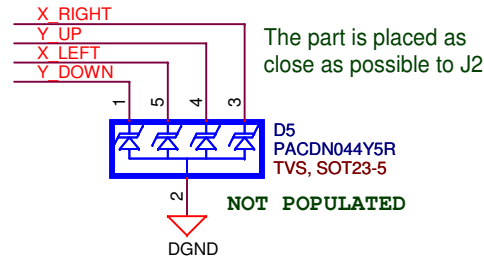 X_RIGHT
Y_UP
X_LEFT
Y_DOWN
The part is placed as
close as possible to J2
1
5
4
3
D5
PACDN044Y5R
TVS, SOT23-5
2
NOT POPULATED
DGND